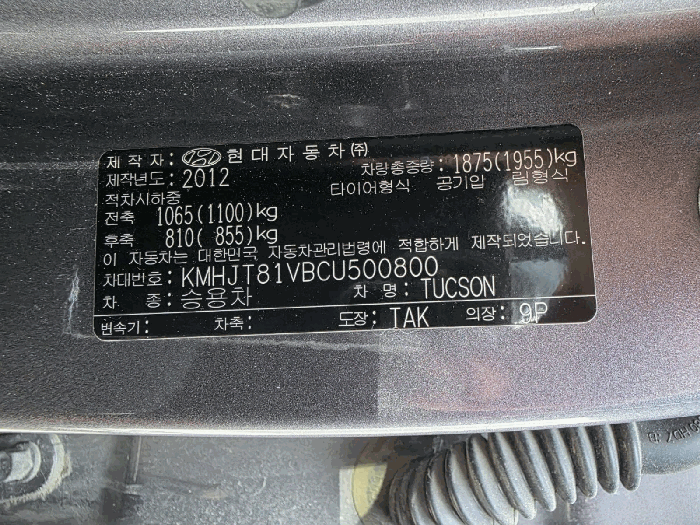 제 작 자 : 현대자동차㈜
차량총중량: 1875(1955)kg
제작년도: 2012
타이어형식 공기압 림형식
적차시하중
전축 1065(1100)kg
후축 810( 855)kg
이 자동차는 대한민국 자동차관리법령에 적합하게 제작되었습니다.
차대번호: KMHJT81VBCU500800
차 종: 승용차 차 명: TUCSON
변속기: 차축: 도장: TAK 의장: 9P